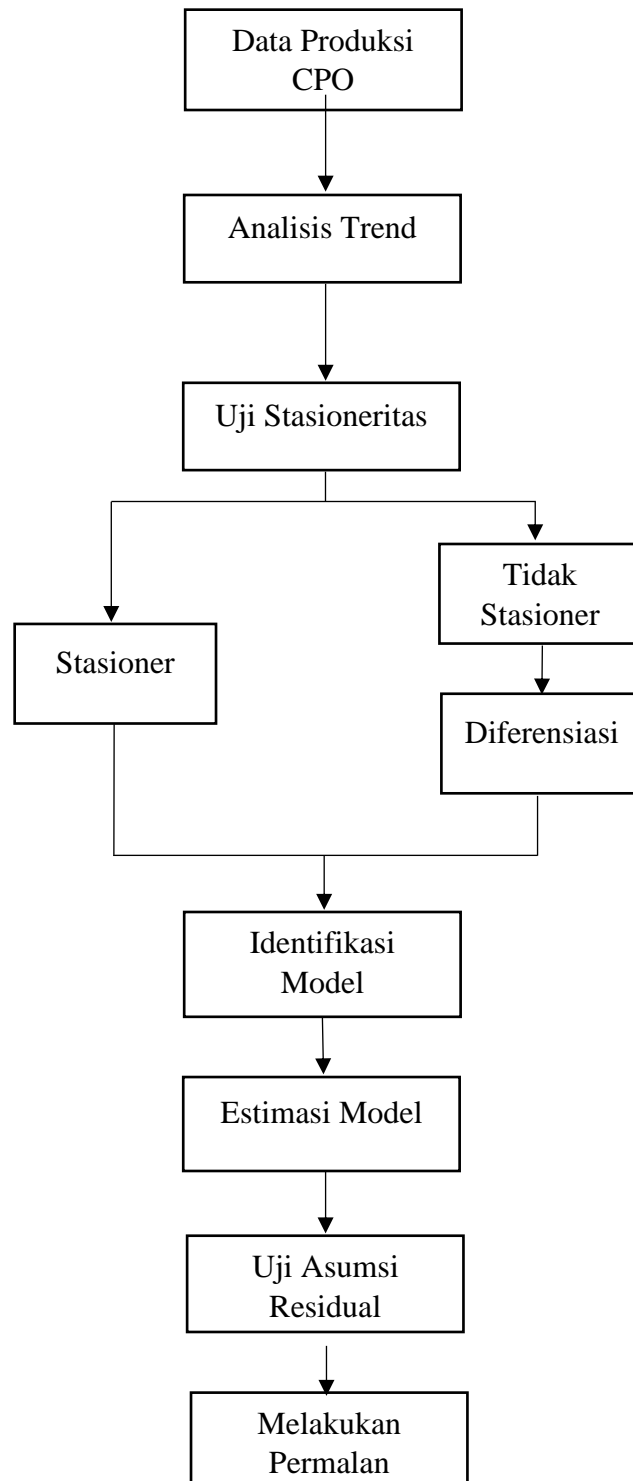 Data Produksi
CPO
Analisis Trend
Uji Stasioneritas
Tidak
Stasioner
Stasioner
Diferensiasi
Identifikasi
Model
Estimasi Model
Uji Asumsi
Residual
Melakukan
Permalan